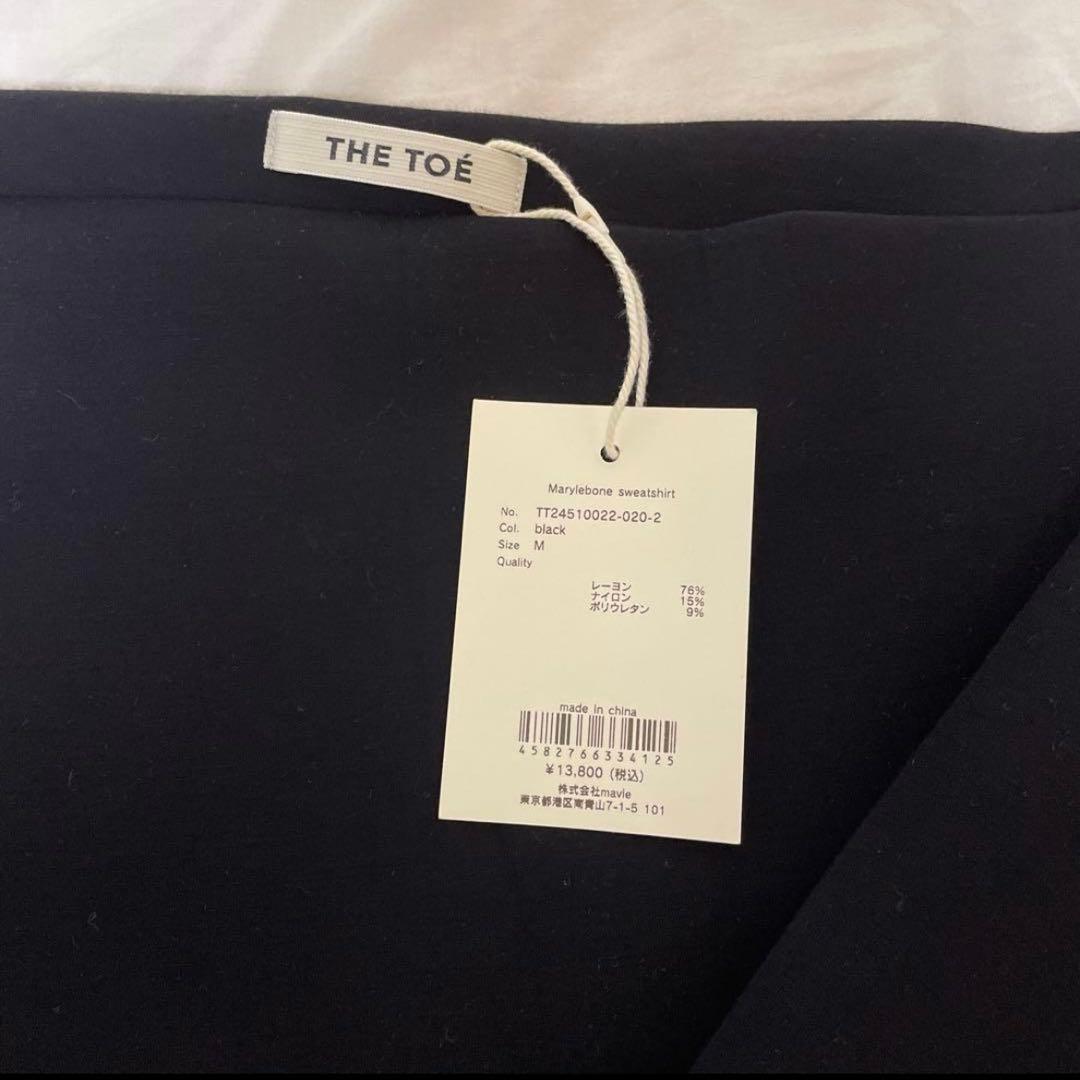 THE TOÉ
Marylebone sweatshirt
No. TT24510022-020-2
Col. black
Size M
Quality
レーヨン 76%
ナイロン 15%
ポリウレタン 9%
made in china
4582766334125
¥13,800 (税込)
株式会社mavie
東京都港区南青山7-1-5 101